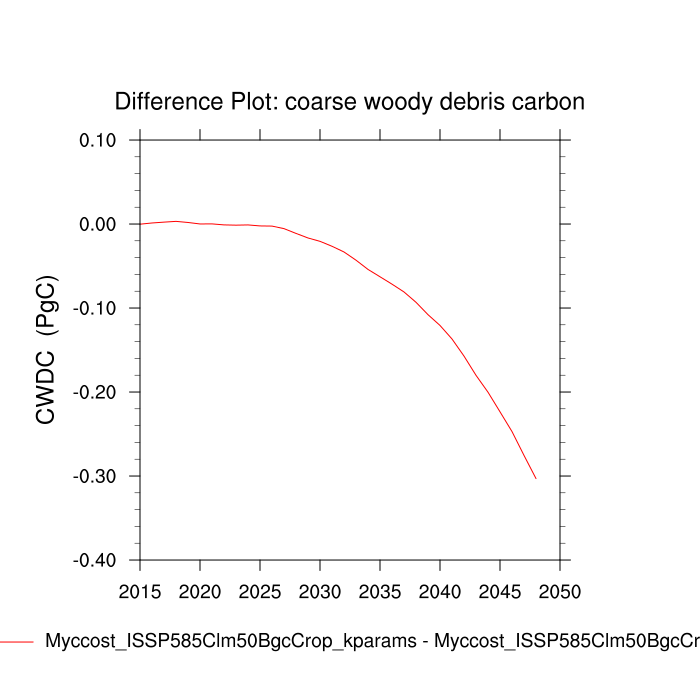 Difference Plot: coarse woody debris carbon
0.10
0.00
-0.10
-0.20
-0.30
-0.40
CWDC (PgC)
2015 2020 2025 2030 2035 2040 2045 2050
Myccost_ISSP585Clm50BgcCrop_kparams - Myccost_ISSP585Clm50BgcCr